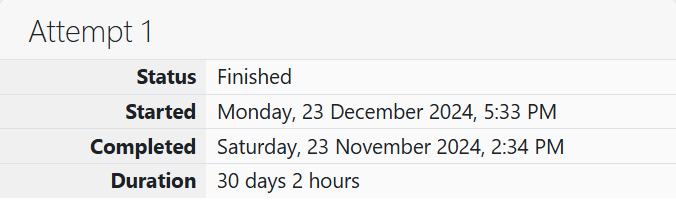 Attempt 1
Status Finished
Started Monday, 23 December 2024, 5:33 PM
Completed Saturday, 23 November 2024, 2:34 PM
Duration 30 days 2 hours